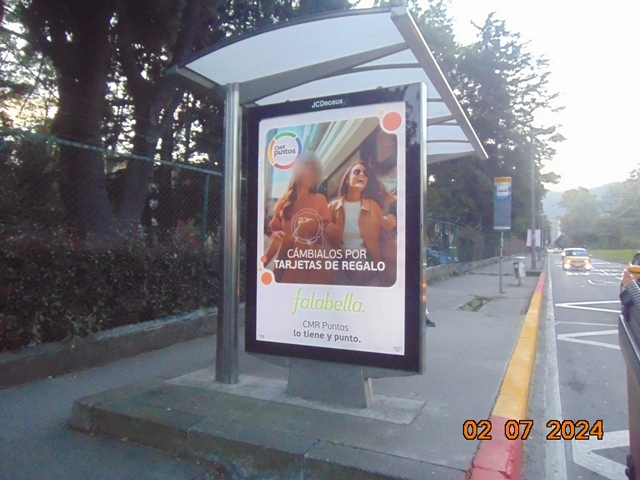 JCDecaux
CMR
puntos
CÁMBIALOS POR
TARJETAS DE REGALO
falabella.
CMR Puntos
lo tiene y punto.
02 07 2024